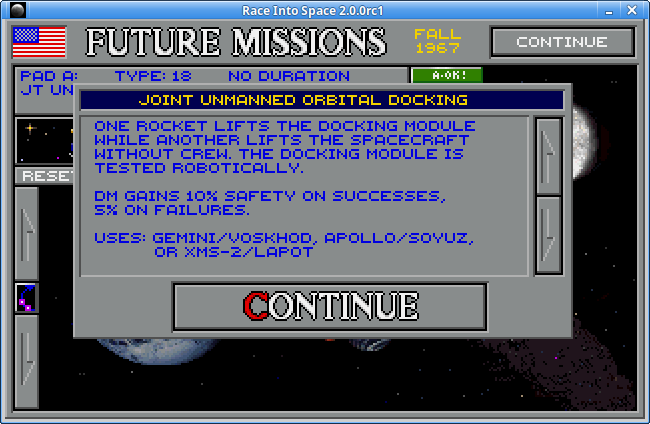 Race Into Space 2.0.0rc1
FUTURE MISSIONS
FALL
1967
CONTINUE
PAD A: TYPE: 18 NO DURATION
A-OK!
JT UN
JOINT UNMANNED ORBITAL DOCKING
ONE ROCKET LIFTS THE DOCKING MODULE
WHILE ANOTHER LIFTS THE SPACECRAFT
WITHOUT CREW. THE DOCKING MODULE IS
TESTED ROBOTICALLY.
DM GAINS 10% SAFETY ON SUCCESSES,
5% ON FAILURES.
USES: GEMINI/VOSKHOD, APOLLO/SOYUZ,
OR XMS-2/LAPOT
RESET
CONTINUE